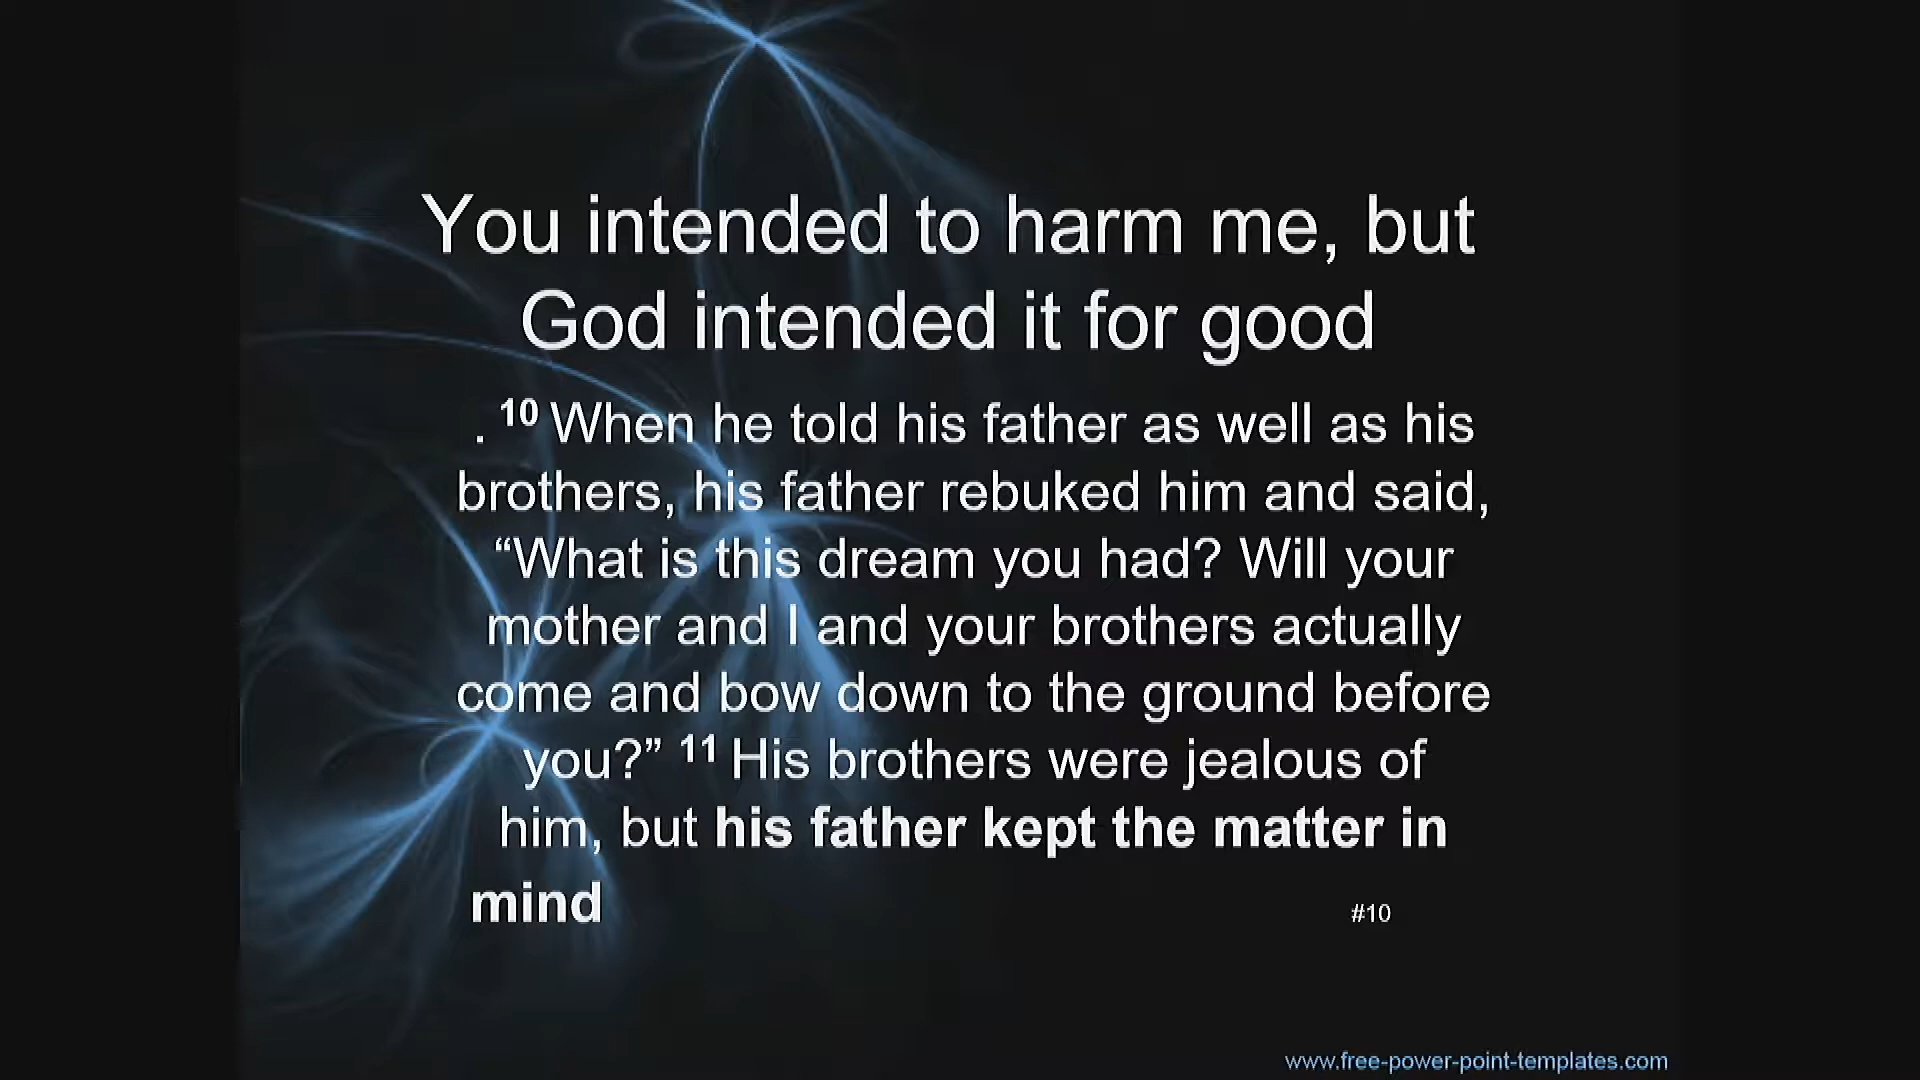 You intended to harm me, but
God intended it for good
. 10 When he told his father as well as his
brothers, his father rebuked him and said,
“What is this dream you had? Will your
mother and I and your brothers actually
come and bow down to the ground before
you?” 11 His brothers were jealous of
him, but his father kept the matter in
mind
#10
www.free-power-point-templates.com